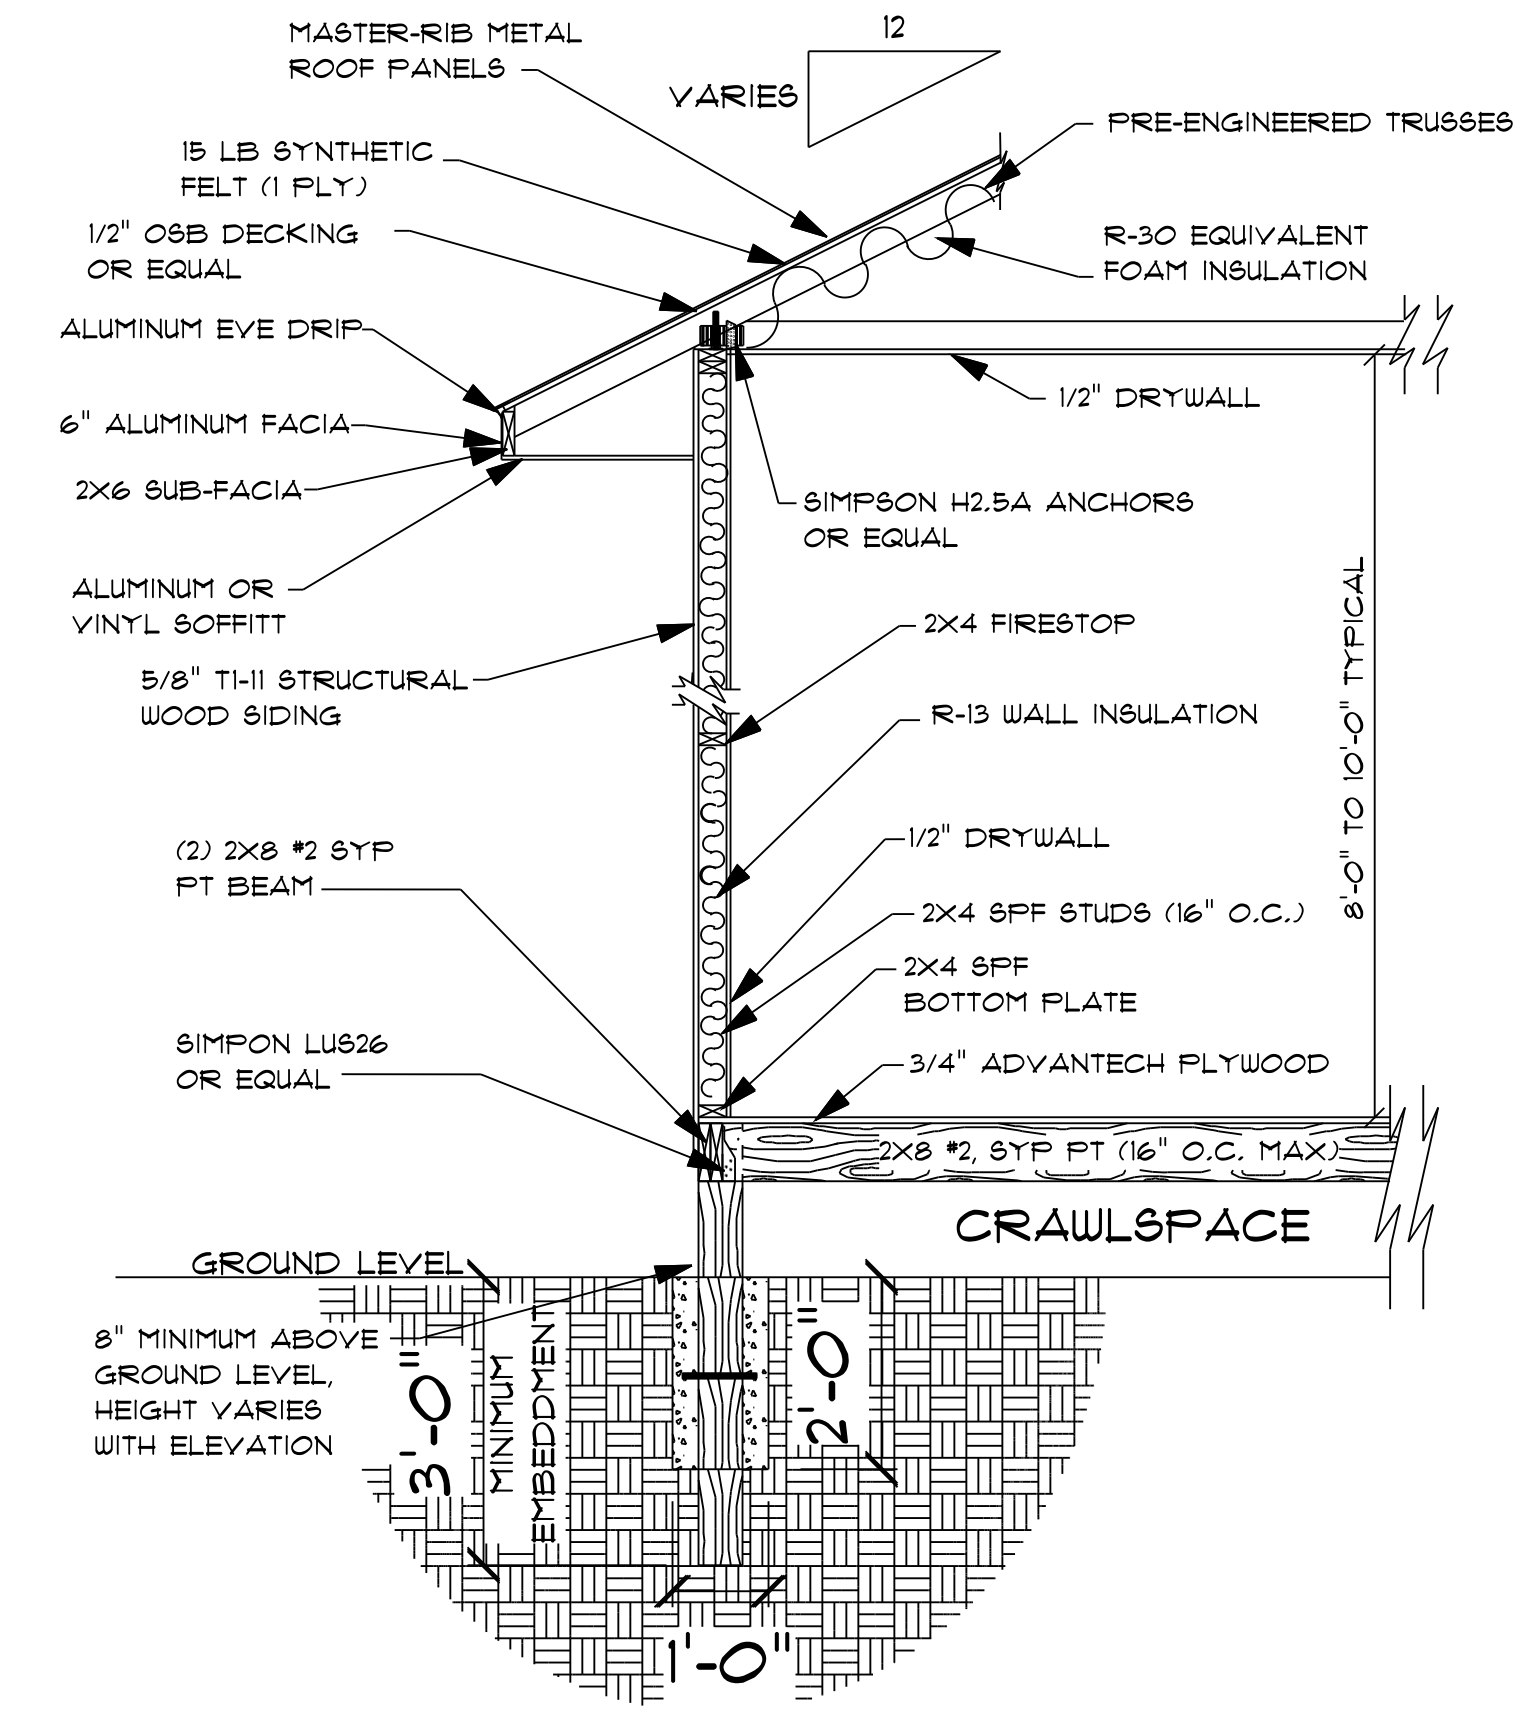 12
MASTER-RIB METAL
ROOF PANELS
VARIES
PRE-ENGINEERED TRUSSES
15 LB SYNTHETIC
FELT (1 PLY)
1/2" OSB DECKING
OR EQUAL
R-30 EQUIVALENT
FOAM INSULATION
ALUMINUM EVE DRIP
1/2" DRYWALL
6" ALUMINUM FACIA
2X6 SUB-FACIA
SIMPSON H2.5A ANCHORS
OR EQUAL
ALUMINUM OR
VINYL SOFFITT
2X4 FIRESTOP
5/8" T1-11 STRUCTURAL
WOOD SIDING
R-13 WALL INSULATION
8'-0" TO 10'-0" TYPICAL
(2) 2X8 #2 SYP
PT BEAM
1/2" DRYWALL
2X4 SPF STUDS (16" O.C.)
2X4 SPF
BOTTOM PLATE
SIMPON LUS26
OR EQUAL
3/4" ADVANTECH PLYWOOD
2X8 #2, SYP PT (16" O.C. MAX)
CRAWLSPACE
GROUND LEVEL
8" MINIMUM ABOVE
GROUND LEVEL,
HEIGHT VARIES
WITH ELEVATION
3'-0"
MINIMUM
EMBEDDMENT
2'-0"
1'-0"